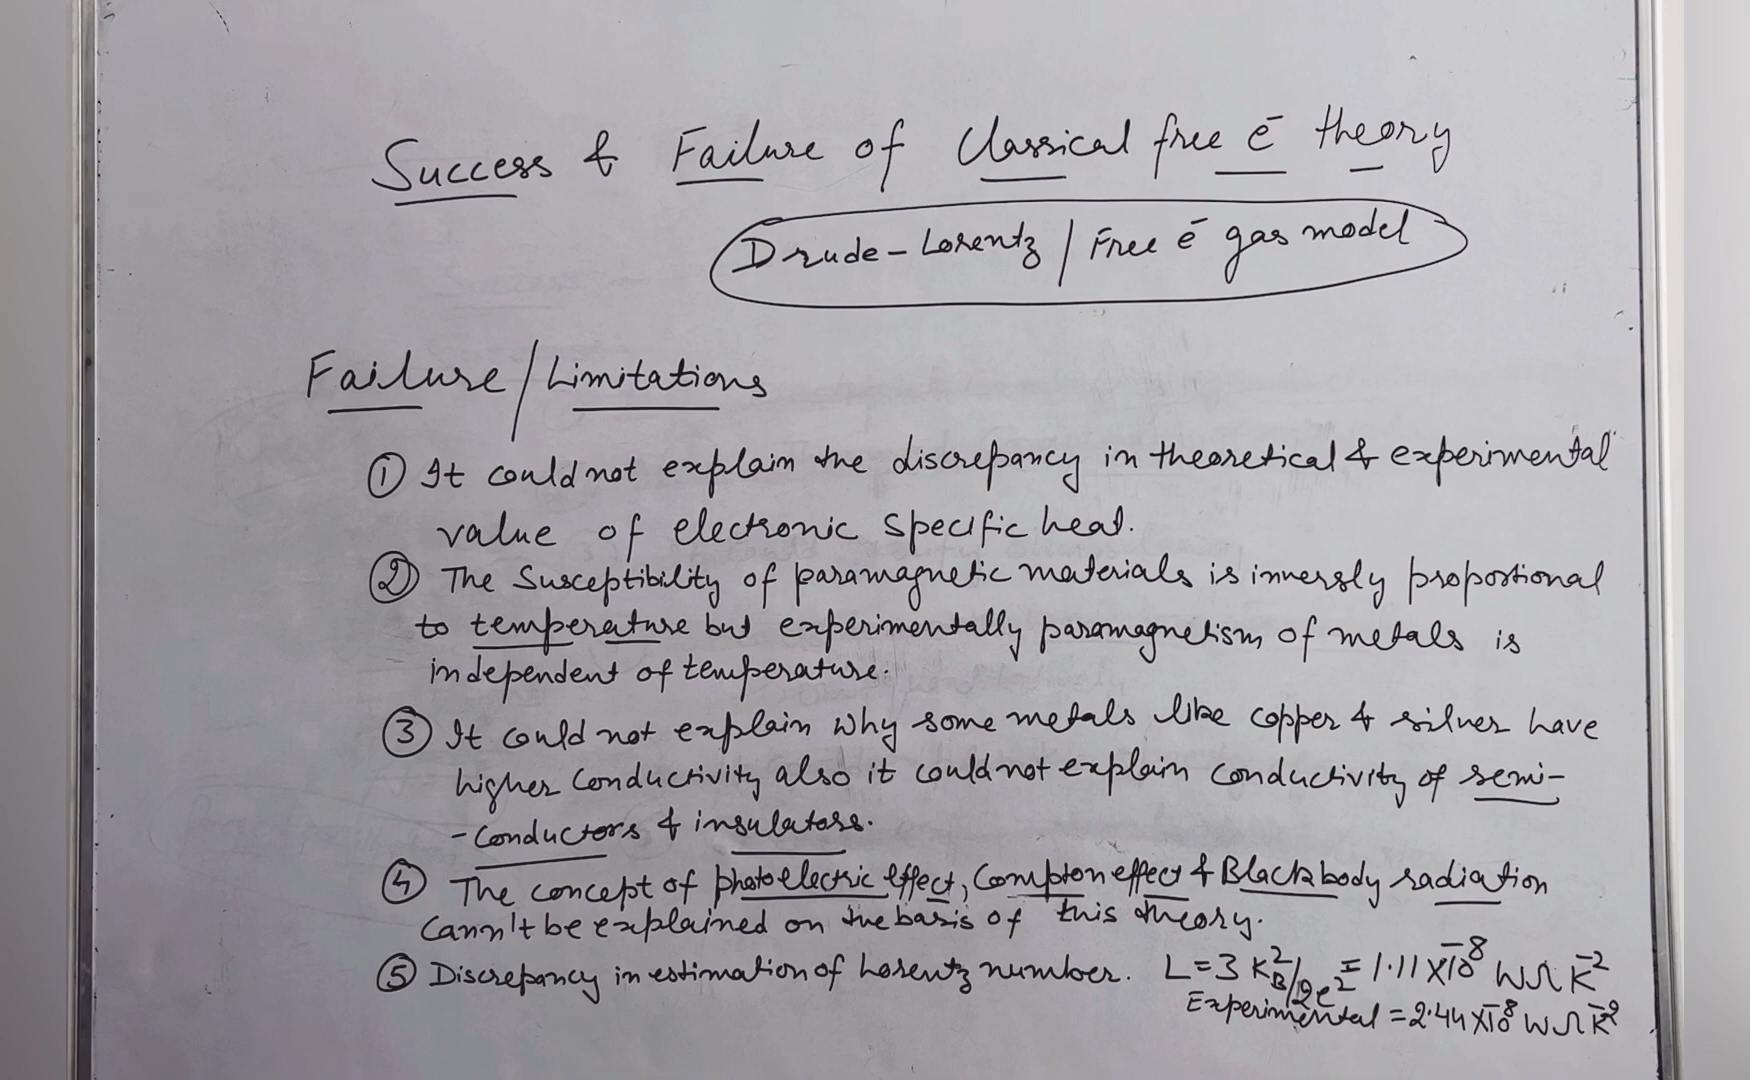 Success & Failure of Classical free ē theory
Drude-Lorentz / Free ē gas model
Failure / Limitations
① It could not explain the discrepancy in theoretical & experimental
value of electronic specific heat.
② The Susceptibility of paramagnetic materials is inversly proportional
to temperature but experimentally paramagnetism of metals is
independent of temperature.
③ It could not explain why some metals like copper & silver have
higher conductivity also it could not explain conductivity of semi-
-conductors & insulators.
④ The concept of photoelectric effect, Compton effect & Blackbody radiation
cann't be explained on the basis of this theory.
⑤ Discrepancy in estimation of Lorentz number. L=3 K_B²/2e² = 1.11 X 10⁻⁸ WΩK⁻²
Experimental = 2.44 X 10⁻⁸ WΩK⁻²